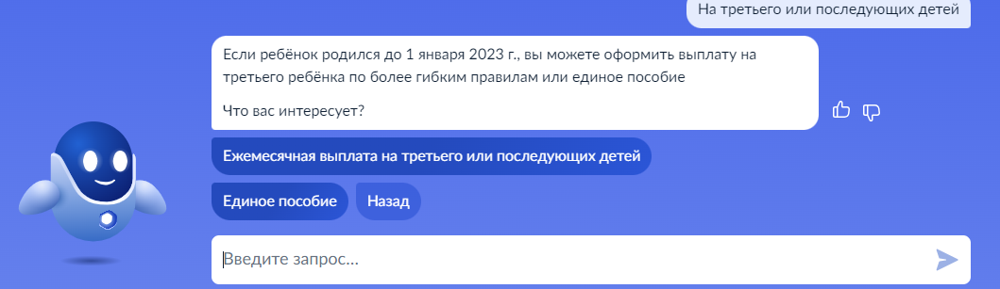 На третьего или последующих детей
Если ребёнок родился до 1 января 2023 г., вы можете оформить выплату на
третьего ребёнка по более гибким правилам или единое пособие
Что вас интересует?
Ежемесячная выплата на третьего или последующих детей
Единое пособие
Назад
Введите запрос...